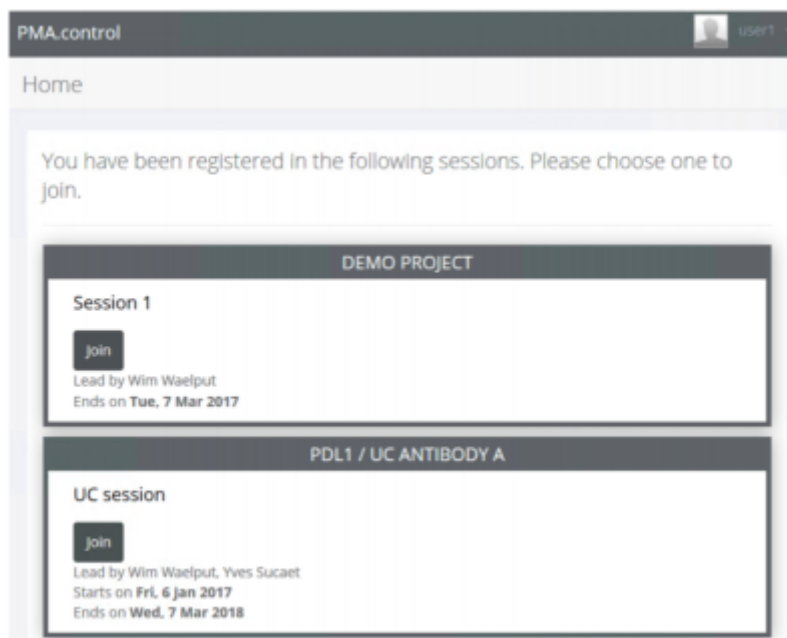 PMA.control
user1
Home
You have been registered in the following sessions. Please choose one to
join.
DEMO PROJECT
Session 1
Join
Lead by Wim Waelput
Ends on Tue, 7 Mar 2017
PDL1 / UC ANTIBODY A
UC session
Join
Lead by Wim Waelput, Yves Sucaet
Starts on Fri, 6 Jan 2017
Ends on Wed, 7 Mar 2018